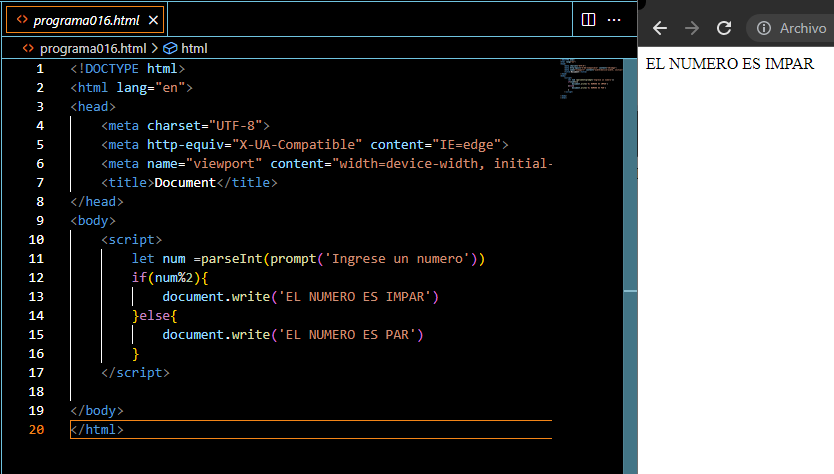 programa016.html
programa016.html > html
1 <!DOCTYPE html>
2 <html lang="en">
3 <head>
4     <meta charset="UTF-8">
5     <meta http-equiv="X-UA-Compatible" content="IE=edge">
6     <meta name="viewport" content="width=device-width, initial-
7     <title>Document</title>
8 </head>
9 <body>
10     <script>
11         let num =parseInt(prompt('Ingrese un numero'))
12         if(num%2){
13             document.write('EL NUMERO ES IMPAR')
14         }else{
15             document.write('EL NUMERO ES PAR')
16         }
17     </script>
18
19 </body>
20 </html>
Archivo
EL NUMERO ES IMPAR